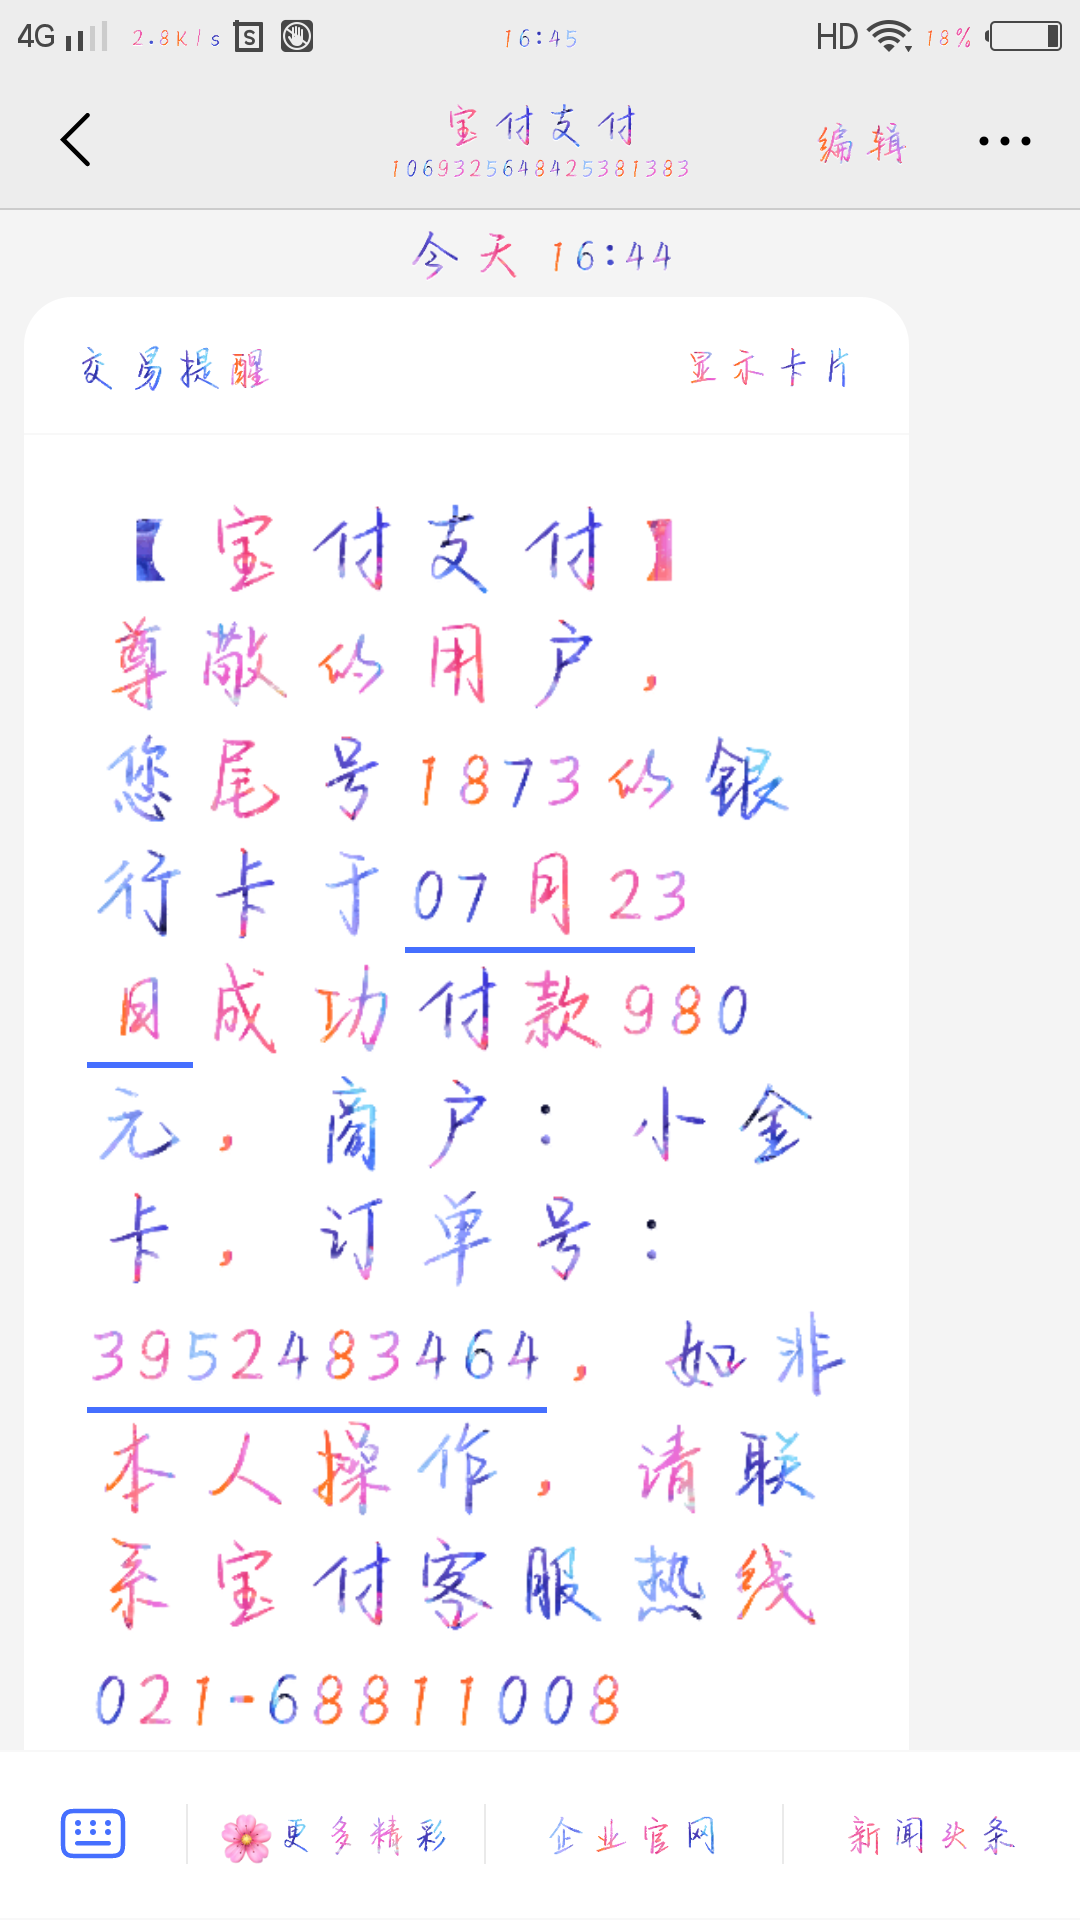 4G 2.8K/s S 16:45 HD 18%
宝付支付 编辑
1069325648425381383
今天 16:44
交易提醒 显示卡片
【宝付支付】
尊敬的用户，
您尾号1873的银
行卡于07月23
日成功付款980
元，商户：小金
卡，订单号：
3952483464，如非
本人操作，请联
系宝付客服热线
021-68811008
更多精彩 企业官网 新闻头条